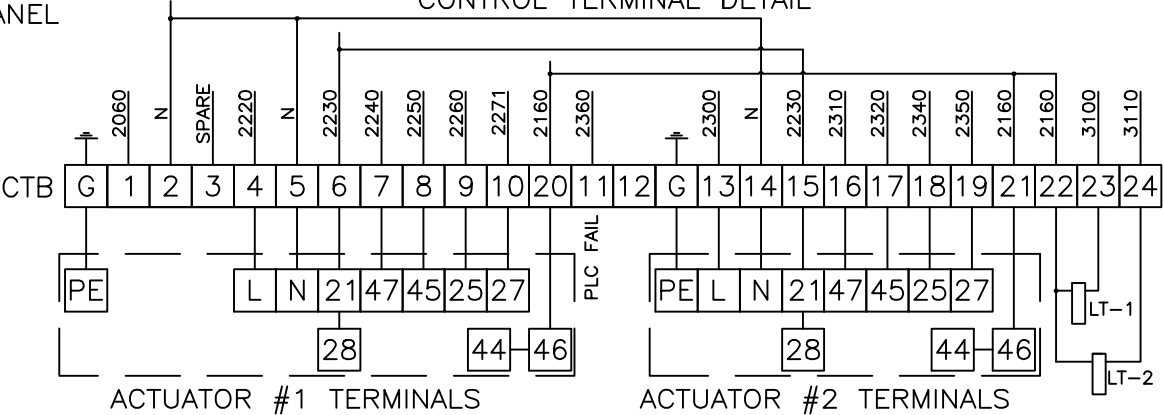 CONTROL TERMINAL DETAIL
ANEL
2060 N SPARE 2220 N 2230 2240 2250 2260 2271 2160 2360 2300 N 2230 2310 2320 2340 2350 2160 2160 3100 3110
CTB G 1 2 3 4 5 6 7 8 9 10 20 11 12 G 13 14 15 16 17 18 19 21 22 23 24
PLC FAIL
PE L N 21 47 45 25 27 PE L N 21 47 45 25 27
LT-1
28 44 46 28 44 46
LT-2
ACTUATOR #1 TERMINALS ACTUATOR #2 TERMINALS